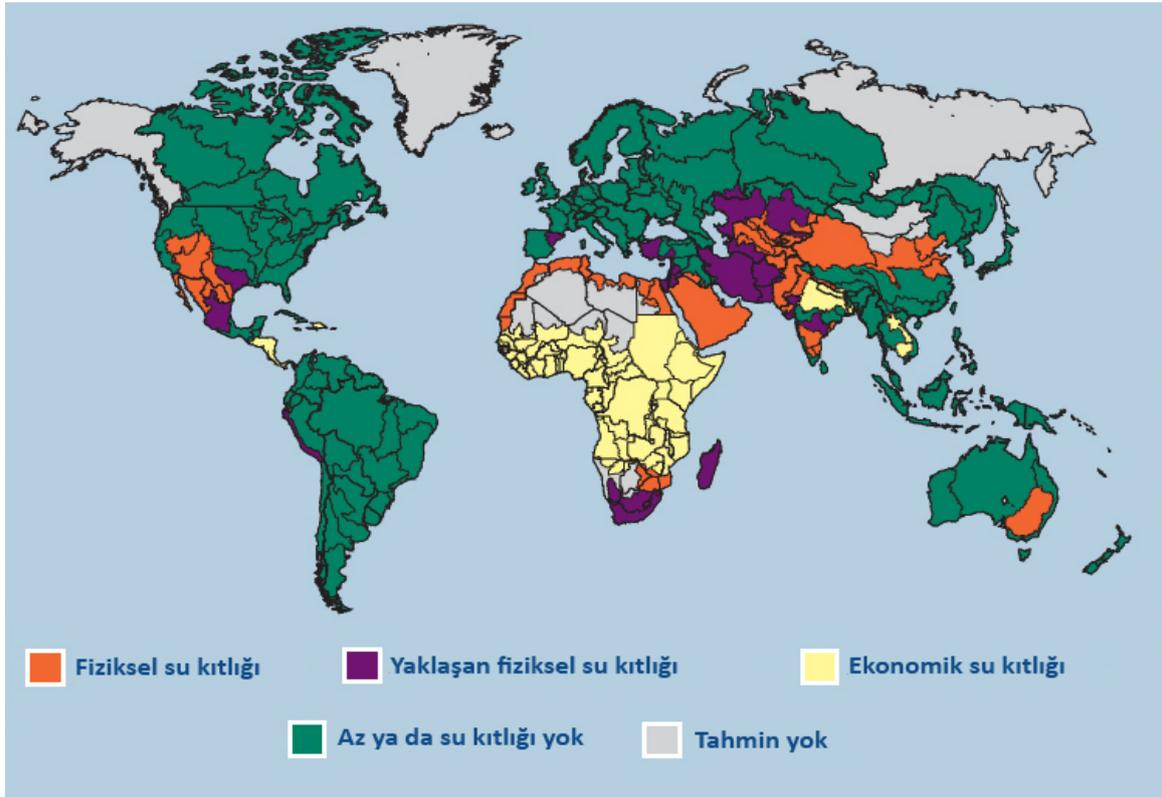 Fiziksel su kıtlığı
Yaklaşan fiziksel su kıtlığı
Ekonomik su kıtlığı
Az ya da su kıtlığı yok
Tahmin yok